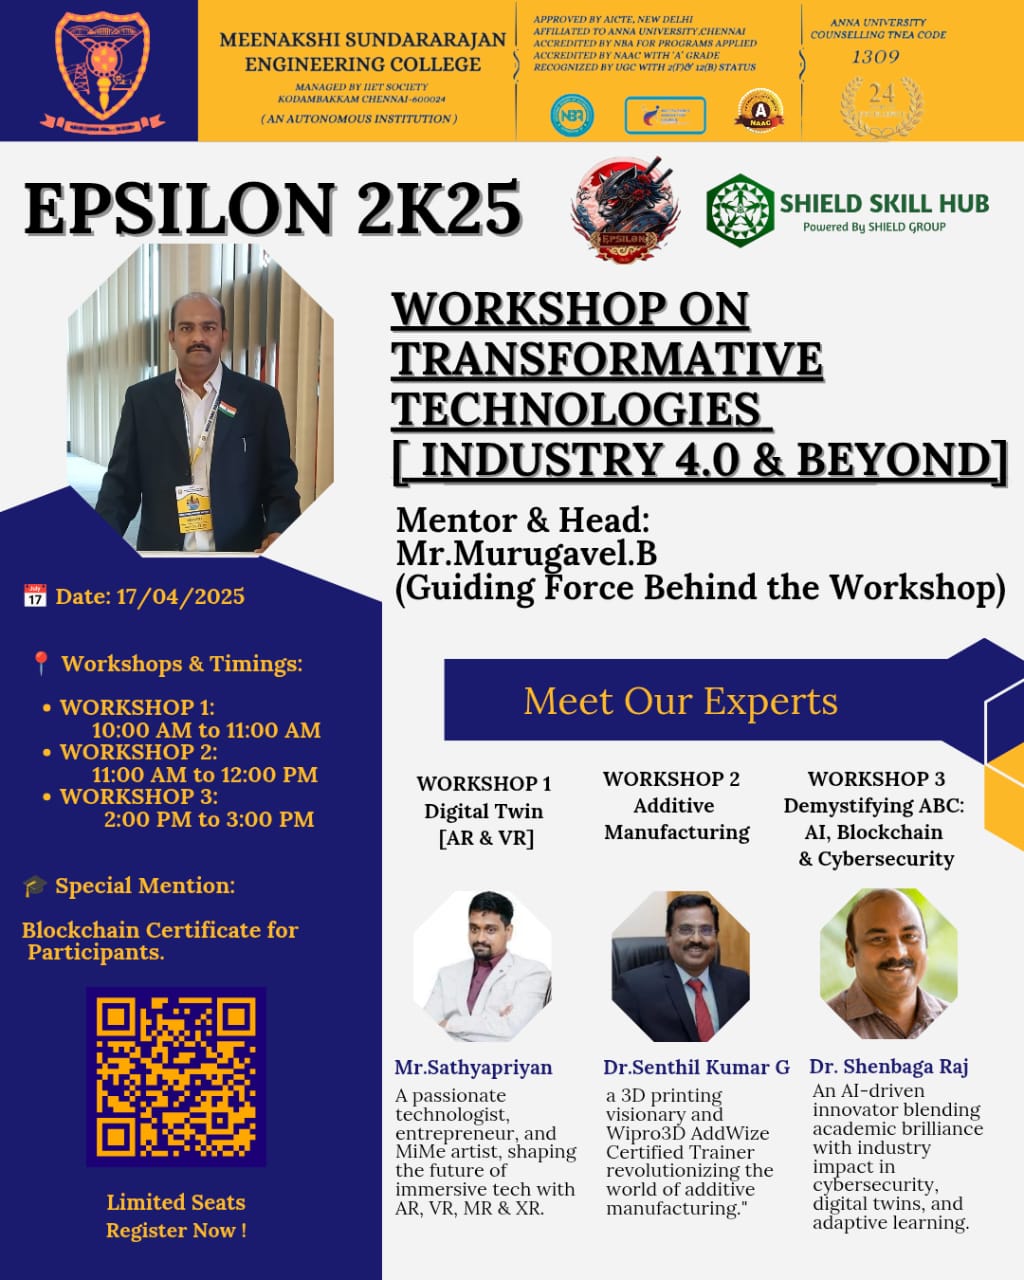 MEENAKSHI SUNDARARAJAN
ENGINEERING COLLEGE
MANAGED BY IIET SOCIETY
KODAMBAKKAM CHENNAI-600024
( AN AUTONOMOUS INSTITUTION )
APPROVED BY AICTE, NEW DELHI
AFFILIATED TO ANNA UNIVERSITY,CHENNAI
ACCREDITED BY NBA FOR PROGRAMS APPLIED
ACCREDITED BY NAAC WITH 'A' GRADE
RECOGNIZED BY UGC WITH 2(F)& 12(B) STATUS
NBA
A
NAAC
ANNA UNIVERSITY
COUNSELLING TNEA CODE
1309
24
EPSILON 2K25
EPSILON
SHIELD SKILL HUB
Powered By SHIELD GROUP
WORKSHOP ON
TRANSFORMATIVE
TECHNOLOGIES
[ INDUSTRY 4.0 & BEYOND]
Mentor & Head:
Mr.Murugavel.B
(Guiding Force Behind the Workshop)
July
17
Date: 17/04/2025
Workshops & Timings:
• WORKSHOP 1:
10:00 AM to 11:00 AM
• WORKSHOP 2:
11:00 AM to 12:00 PM
• WORKSHOP 3:
2:00 PM to 3:00 PM
Special Mention:
Blockchain Certificate for
Participants.
Limited Seats
Register Now !
Meet Our Experts
WORKSHOP 1
Digital Twin
[AR & VR]
Mr.Sathyapriyan
A passionate
technologist,
entrepreneur, and
MiMe artist, shaping
the future of
immersive tech with
AR, VR, MR & XR.
WORKSHOP 2
Additive
Manufacturing
Dr.Senthil Kumar G
a 3D printing
visionary and
Wipro3D AddWize
Certified Trainer
revolutionizing the
world of additive
manufacturing."
WORKSHOP 3
Demystifying ABC:
AI, Blockchain
& Cybersecurity
Dr. Shenbaga Raj
An AI-driven
innovator blending
academic brilliance
with industry
impact in
cybersecurity,
digital twins, and
adaptive learning.